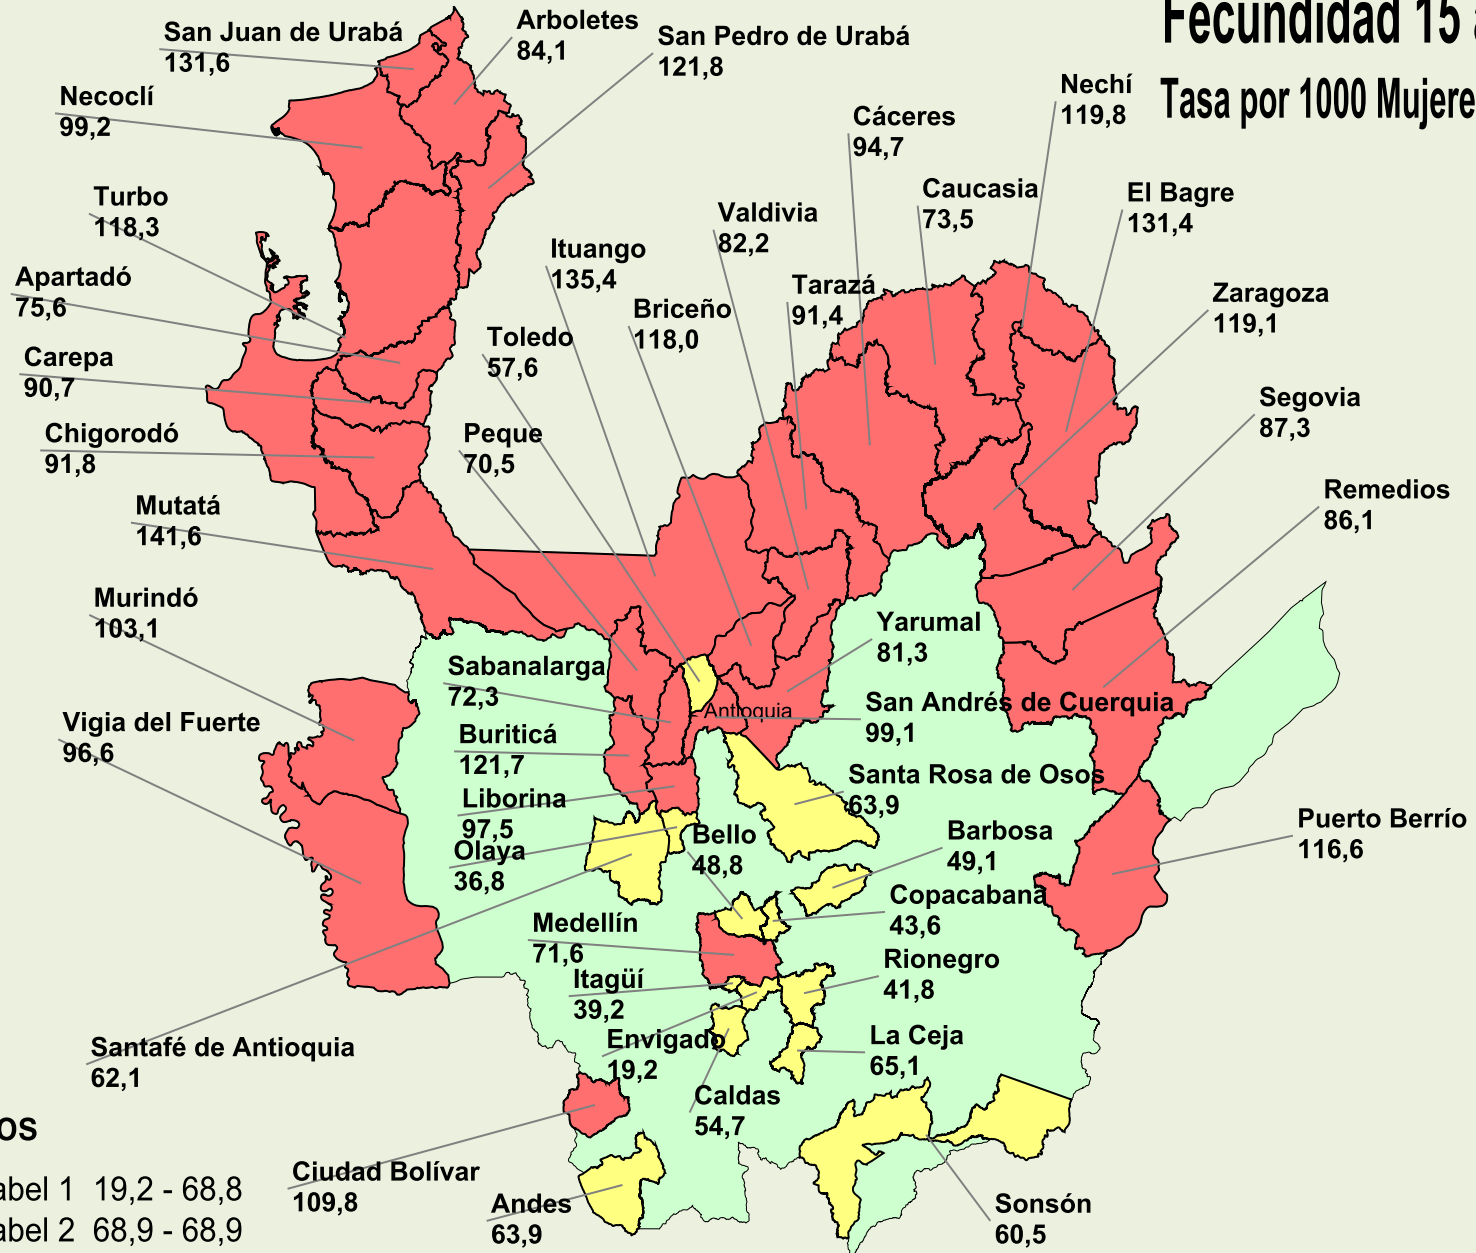 Fecundidad 15 a
Tasa por 1000 Mujere
San Juan de Urabá
131,6
Arboletes
84,1
San Pedro de Urabá
121,8
Necoclí
99,2
Nechí
119,8
Cáceres
94,7
Turbo
118,3
Valdivia
82,2
Caucasia
73,5
El Bagre
131,4
Apartadó
75,6
Ituango
135,4
Tarazá
91,4
Zaragoza
119,1
Briceño
118,0
Toledo
57,6
Carepa
90,7
Segovia
87,3
Chigorodó
91,8
Peque
70,5
Mutatá
141,6
Remedios
86,1
Murindó
103,1
Yarumal
81,3
Sabanalarga
72,3
San Andrés de Cuerquia
99,1
Antioquia
Vigia del Fuerte
96,6
Buriticá
121,7
Santa Rosa de Osos
63,9
Liborina
97,5
Puerto Berrío
116,6
Olaya
36,8
Bello
48,8
Barbosa
49,1
Copacabana
43,6
Medellín
71,6
Rionegro
41,8
Itagüí
39,2
Envigado
19,2
La Ceja
65,1
Santafé de Antioquia
62,1
Caldas
54,7
os
abel 1 19,2 - 68,8
abel 2 68,9 - 68,9
Ciudad Bolívar
109,8
Andes
63,9
Sonsón
60,5